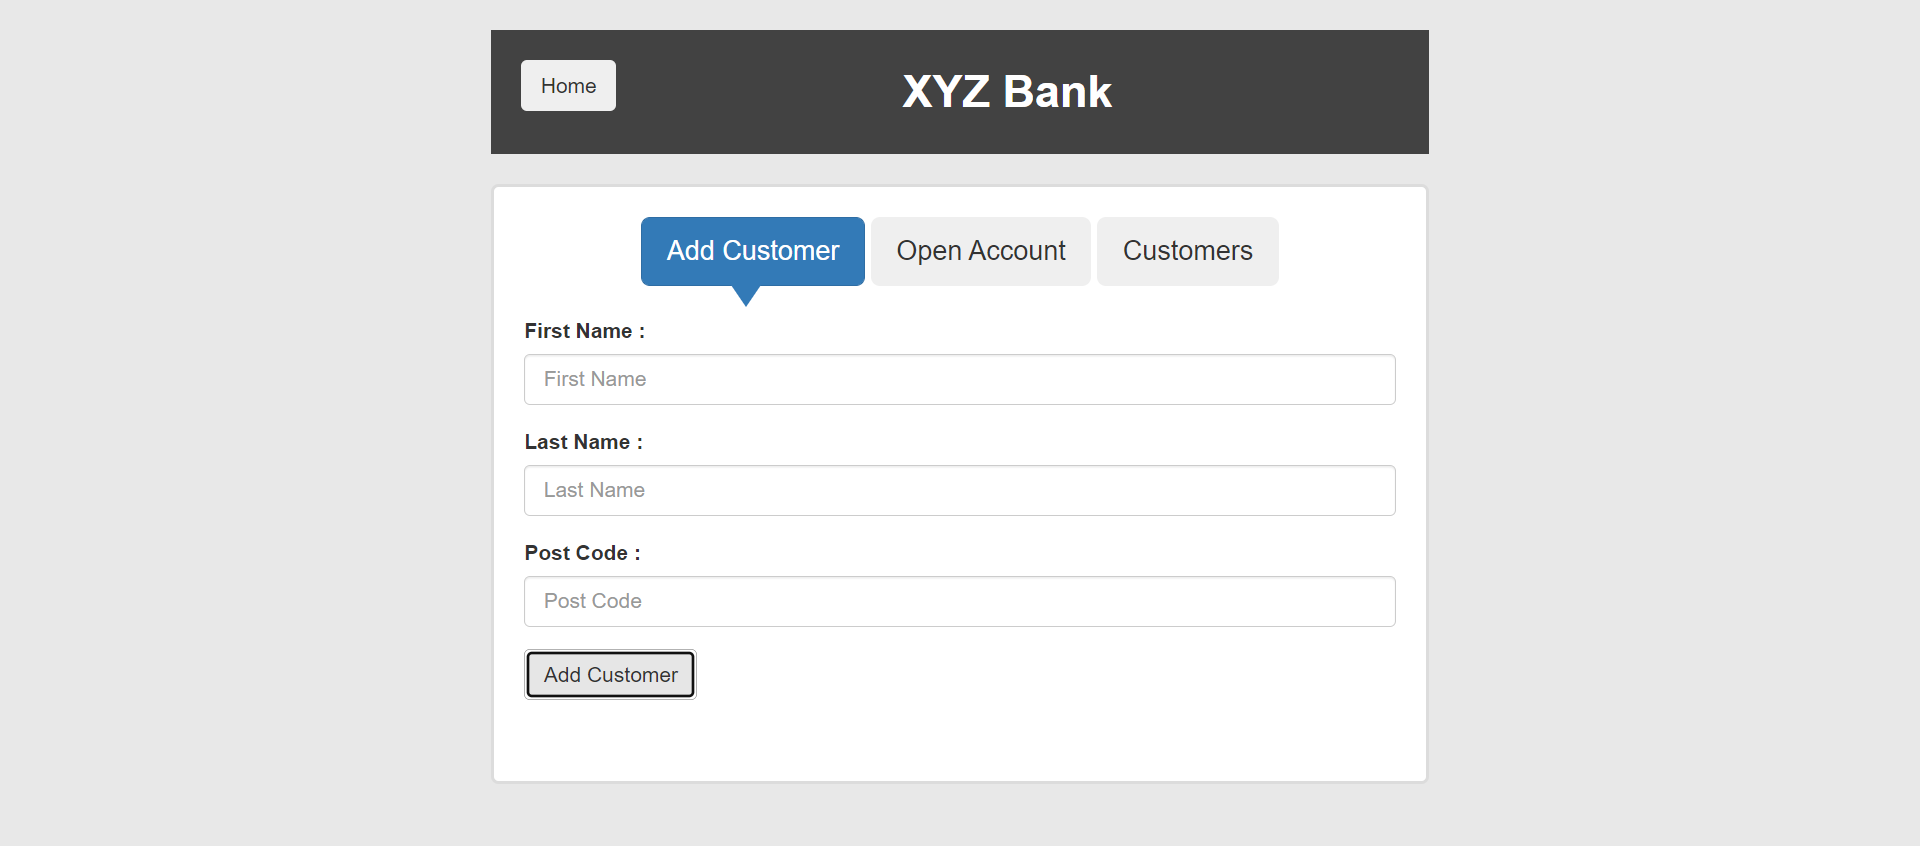 Home
XYZ Bank
Add Customer
Open Account
Customers
First Name :
First Name
Last Name :
Last Name
Post Code :
Post Code
Add Customer